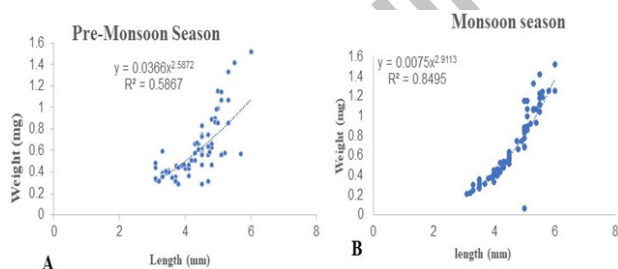 Pre-Monsoon Season
y = 0.0366x^2.5872
R² = 0.5867
Weight (mg)
1.6
1.4
1.2
1
0.8
0.6
0.4
0.2
0
0 2 4 6 8
Length (mm)
A
Monsoon season
y = 0.0075x^2.9113
R² = 0.8495
Weight (mg)
1.6
1.4
1.2
1
0.8
0.6
0.4
0.2
0
0 2 4 6 8
length (mm)
B